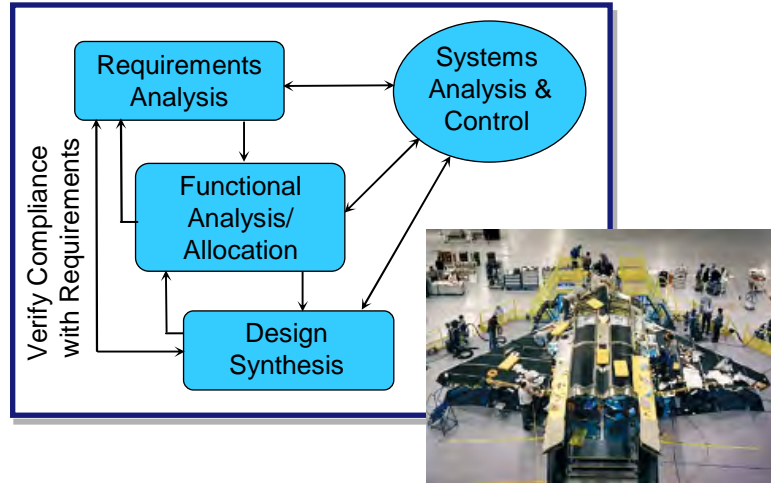 Requirements
Analysis
Systems
Analysis &
Control
Verify Compliance
with Requirements
Functional
Analysis/
Allocation
Design
Synthesis